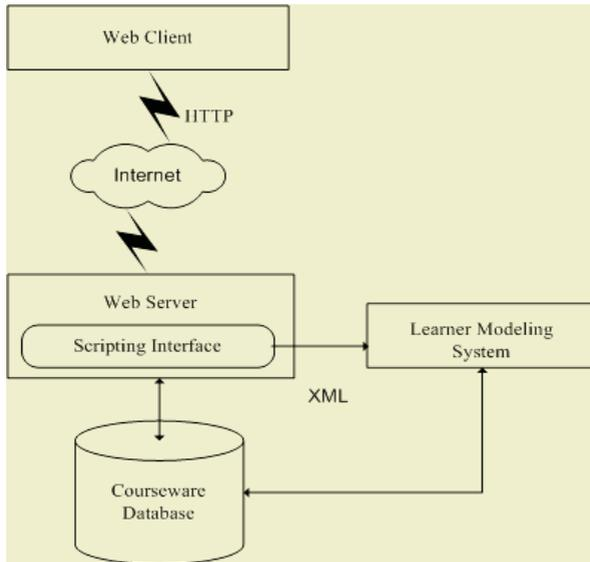 Web Client
HTTP
Internet
Web Server
Scripting Interface
Learner Modeling
System
XML
Courseware
Database